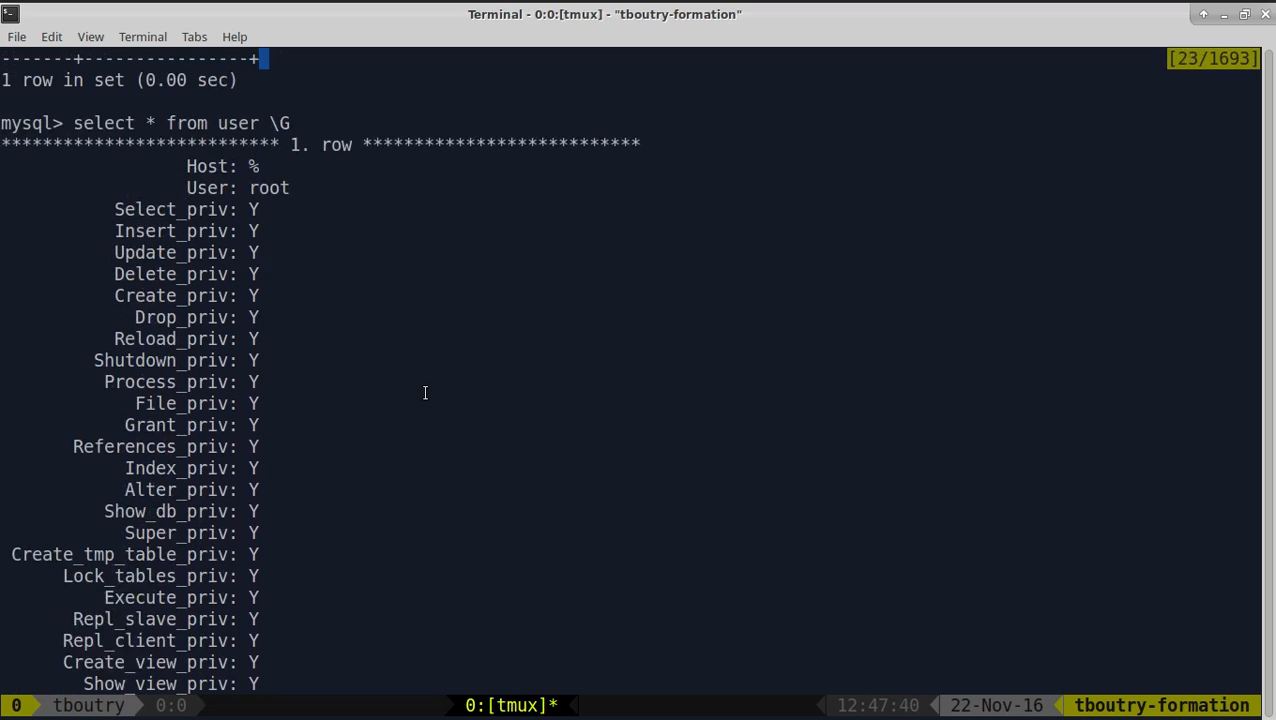 Terminal - 0:0:[tmux] - "tboutry-formation"
File Edit View Terminal Tabs Help
-------+----------------+ [23/1693]
1 row in set (0.00 sec)
mysql> select * from user \G
*************************** 1. row ***************************
Host: %
User: root
Select_priv: Y
Insert_priv: Y
Update_priv: Y
Delete_priv: Y
Create_priv: Y
Drop_priv: Y
Reload_priv: Y
Shutdown_priv: Y
Process_priv: Y
File_priv: Y
Grant_priv: Y
References_priv: Y
Index_priv: Y
Alter_priv: Y
Show_db_priv: Y
Super_priv: Y
Create_tmp_table_priv: Y
Lock_tables_priv: Y
Execute_priv: Y
Repl_slave_priv: Y
Repl_client_priv: Y
Create_view_priv: Y
Show_view_priv: Y
0 tboutry 0:0 0:[tmux]* 12:47:40 22-Nov-16 tboutry-formation